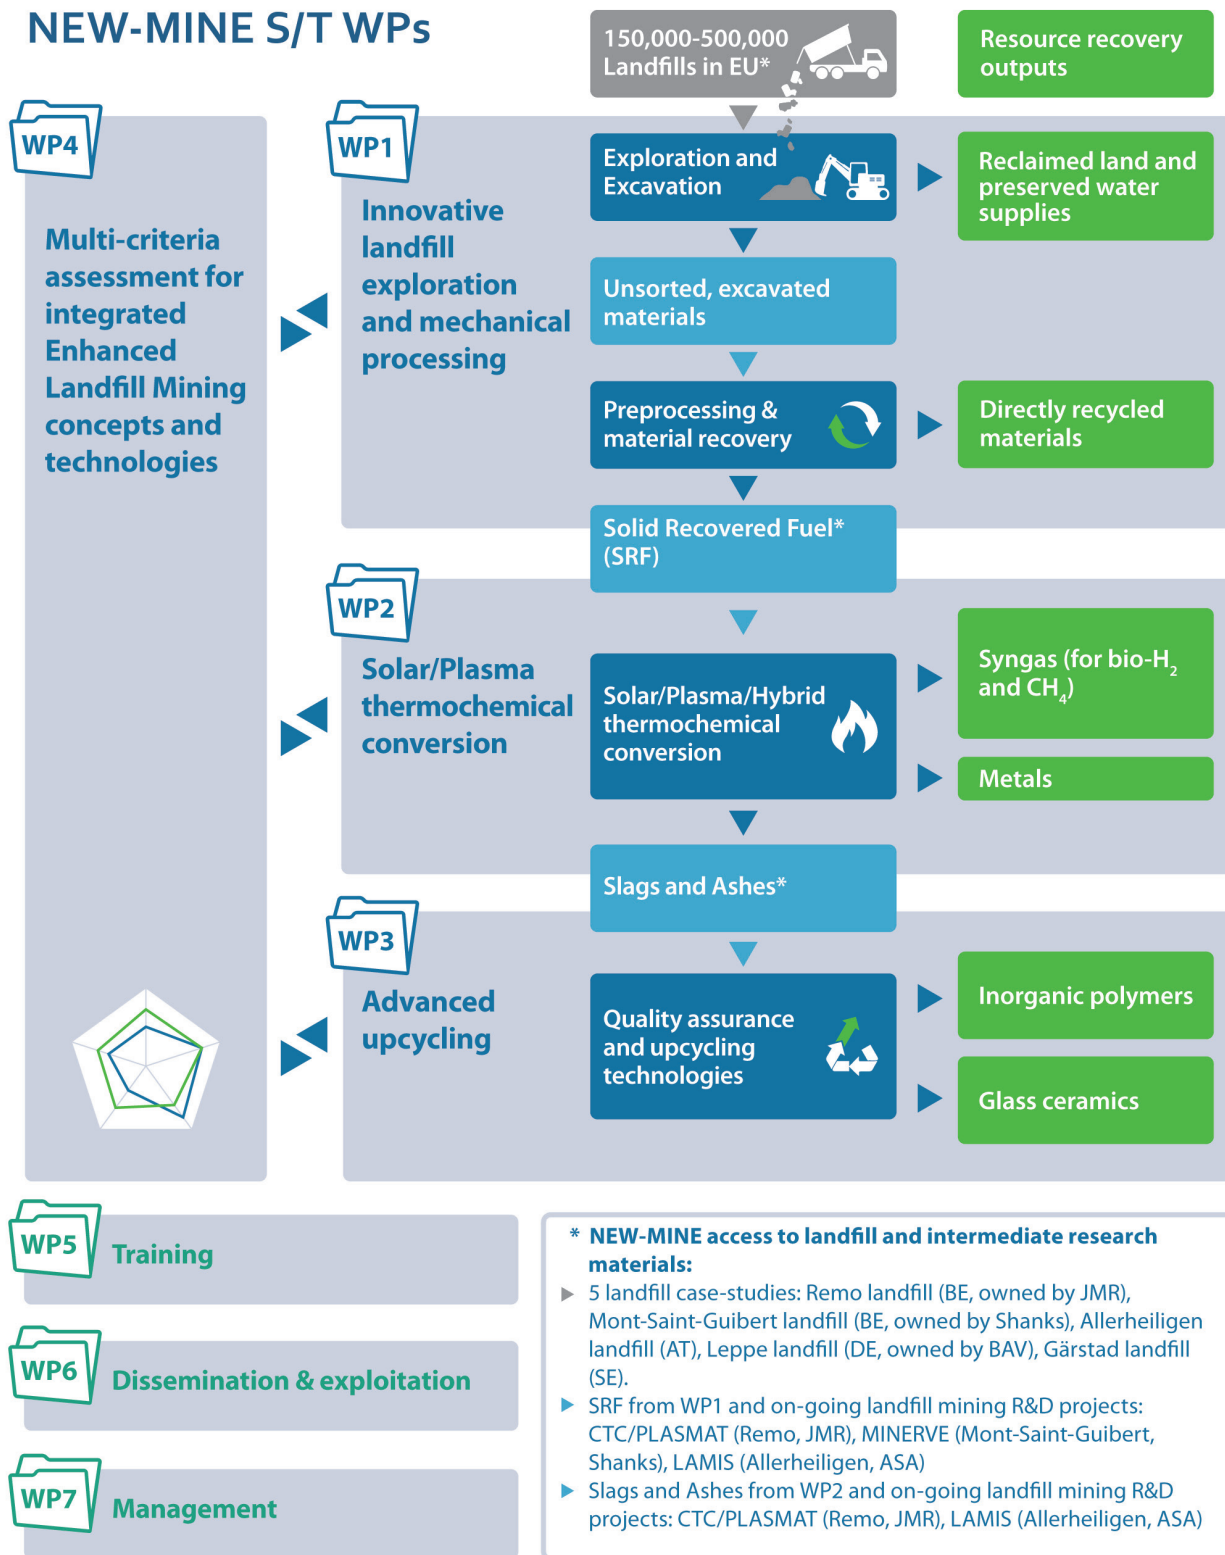 NEW-MINE S/T WPs
150,000-500,000
Landfills in EU*
Resource recovery
outputs
WP4
Multi-criteria
assessment for
integrated
Enhanced
Landfill Mining
concepts and
technologies
WP1
Innovative
landfill
exploration
and mechanical
processing
Exploration and
Excavation
Reclaimed land and
preserved water
supplies
Unsorted, excavated
materials
Preprocessing &
material recovery
Directly recycled
materials
Solid Recovered Fuel*
(SRF)
WP2
Solar/Plasma
thermochemical
conversion
Solar/Plasma/Hybrid
thermochemical
conversion
Syngas (for bio-H₂
and CH₄)
Metals
Slags and Ashes*
WP3
Advanced
upcycling
Quality assurance
and upcycling
technologies
Inorganic polymers
Glass ceramics
WP5
Training
WP6
Dissemination & exploitation
WP7
Management
* NEW-MINE access to landfill and intermediate research
materials:
5 landfill case-studies: Remo landfill (BE, owned by JMR),
Mont-Saint-Guibert landfill (BE, owned by Shanks), Allerheiligen
landfill (AT), Leppe landfill (DE, owned by BAV), Gärstad landfill
(SE).
SRF from WP1 and on-going landfill mining R&D projects:
CTC/PLASMAT (Remo, JMR), MINERVE (Mont-Saint-Guibert,
Shanks), LAMIS (Allerheiligen, ASA)
Slags and Ashes from WP2 and on-going landfill mining R&D
projects: CTC/PLASMAT (Remo, JMR), LAMIS (Allerheiligen, ASA)